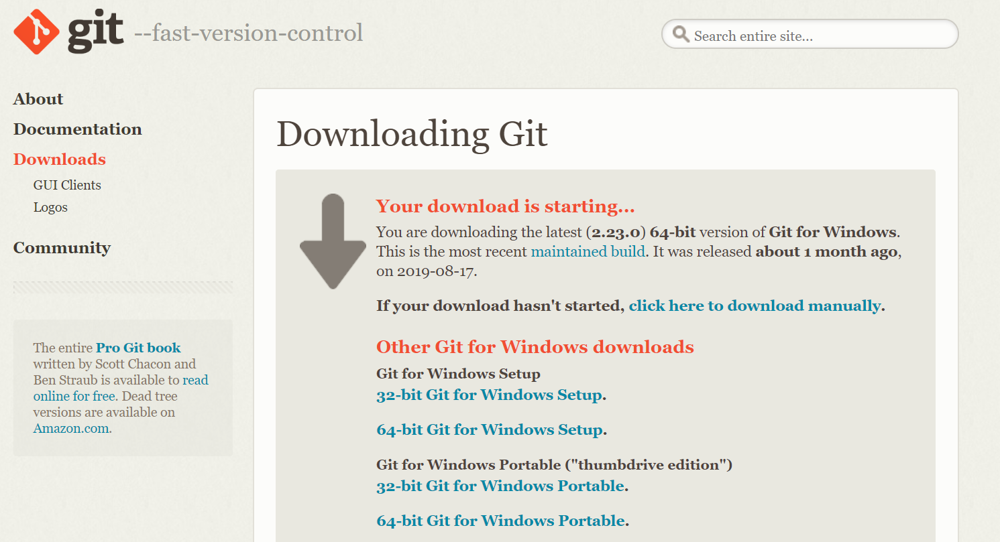 git --fast-version-control
Search entire site...
About
Documentation
Downloads
GUI Clients
Logos
Community
The entire Pro Git book
written by Scott Chacon and
Ben Straub is available to read
online for free. Dead tree
versions are available on
Amazon.com.
Downloading Git
Your download is starting...
You are downloading the latest (2.23.0) 64-bit version of Git for Windows.
This is the most recent maintained build. It was released about 1 month ago,
on 2019-08-17.
If your download hasn't started, click here to download manually.
Other Git for Windows downloads
Git for Windows Setup
32-bit Git for Windows Setup.
64-bit Git for Windows Setup.
Git for Windows Portable ("thumbdrive edition")
32-bit Git for Windows Portable.
64-bit Git for Windows Portable.